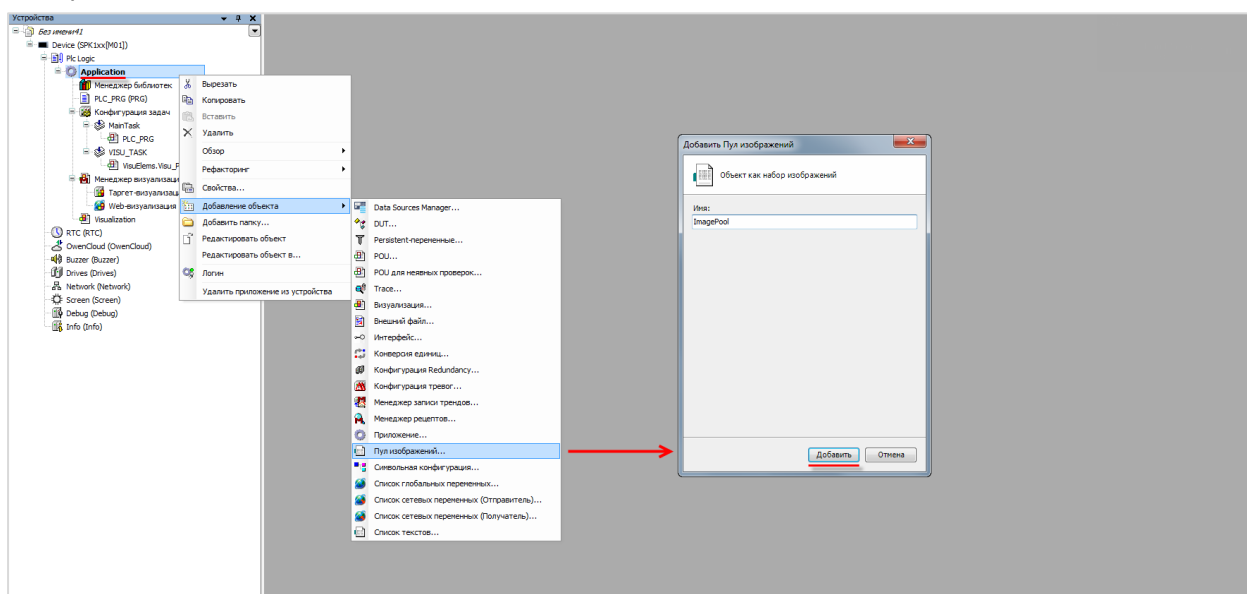 Устройства
Без имени41
Device (SPK1xx[M01])
Plc Logic
Application
Менеджер библиотек
PLC_PRG (PRG)
Конфигурация задач
MainTask
PLC_PRG
VISU_TASK
VisuElems.Visu_P
Менеджер визуализаци
Таргет-визуализац
Web-визуализация
Visualization
RTC (RTC)
OwenCloud (OwenCloud)
Buzzer (Buzzer)
Drives (Drives)
Network (Network)
Screen (Screen)
Debug (Debug)
Info (Info)
Вырезать
Копировать
Вставить
Удалить
Обзор
Рефакторинг
Свойства...
Добавление объекта
Добавить папку...
Редактировать объект
Редактировать объект в...
Логин
Удалить приложение из устройства
Data Sources Manager...
DUT...
Persistent-переменные...
POU...
POU для неявных проверок...
Trace...
Визуализация...
Внешний файл...
Интерфейс...
Конверсия единиц...
Конфигурация Redundancy...
Конфигурация тревог...
Менеджер записи трендов...
Менеджер рецептов...
Приложение...
Пул изображений...
Символьная конфигурация...
Список глобальных переменных...
Список сетевых переменных (Отправитель)...
Список сетевых переменных (Получатель)...
Список текстов...
Добавить Пул изображений
Объект как набор изображений
Имя:
ImagePool
Добавить
Отмена